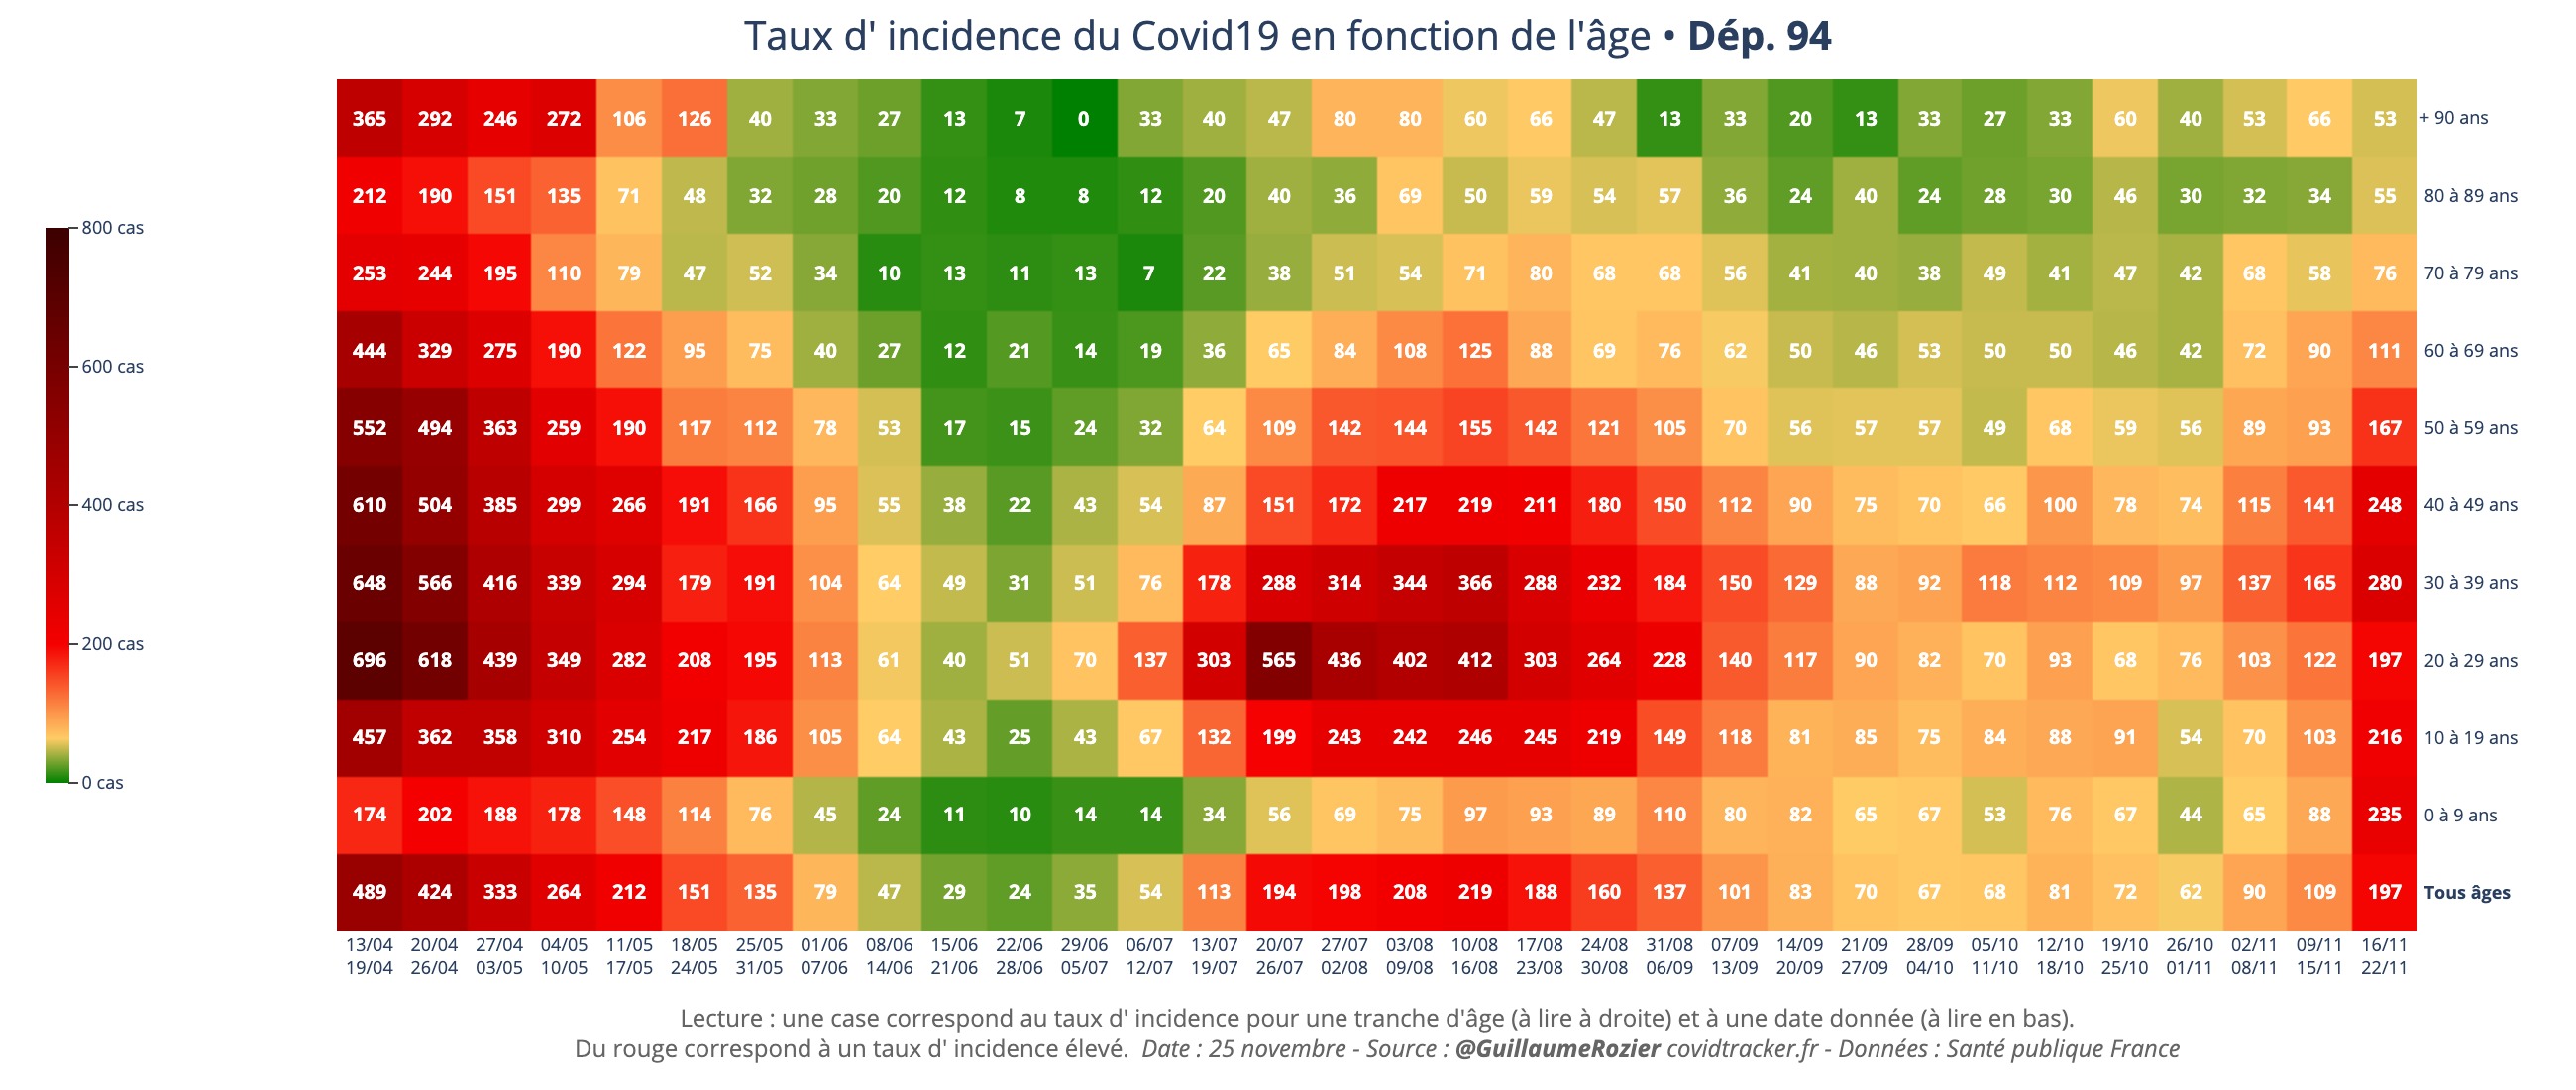 Taux d' incidence du Covid19 en fonction de l'âge • Dép. 94
365 292 246 272 106 126 40 33 27 13 7 0 33 40 47 80 80 60 66 47 13 33 20 13 33 27 33 60 40 53 66 53 + 90 ans
212 190 151 135 71 48 32 28 20 12 8 8 12 20 40 36 69 50 59 54 57 36 24 40 24 28 30 46 30 32 34 55 80 à 89 ans
253 244 195 110 79 47 52 34 10 13 11 13 7 22 38 51 54 71 80 68 68 56 41 40 38 49 41 47 42 68 58 76 70 à 79 ans
444 329 275 190 122 95 75 40 27 12 21 14 19 36 65 84 108 125 88 69 76 62 50 46 53 50 50 46 42 72 90 111 60 à 69 ans
552 494 363 259 190 117 112 78 53 17 15 24 32 64 109 142 144 155 142 121 105 70 56 57 57 49 68 59 56 89 93 167 50 à 59 ans
610 504 385 299 266 191 166 95 55 38 22 43 54 87 151 172 217 219 211 180 150 112 90 75 70 66 100 78 74 115 141 248 40 à 49 ans
648 566 416 339 294 179 191 104 64 49 31 51 76 178 288 314 344 366 288 232 184 150 129 88 92 118 112 109 97 137 165 280 30 à 39 ans
696 618 439 349 282 208 195 113 61 40 51 70 137 303 565 436 402 412 303 264 228 140 117 90 82 70 93 68 76 103 122 197 20 à 29 ans
457 362 358 310 254 217 186 105 64 43 25 43 67 132 199 243 242 246 245 219 149 118 81 85 75 84 88 91 54 70 103 216 10 à 19 ans
174 202 188 178 148 114 76 45 24 11 10 14 14 34 56 69 75 97 93 89 110 80 82 65 67 53 76 67 44 65 88 235 0 à 9 ans
489 424 333 264 212 151 135 79 47 29 24 35 54 113 194 198 208 219 188 160 137 101 83 70 67 68 81 72 62 90 109 197 Tous âges
13/04 20/04 27/04 04/05 11/05 18/05 25/05 01/06 08/06 15/06 22/06 29/06 06/07 13/07 20/07 27/07 03/08 10/08 17/08 24/08 31/08 07/09 14/09 21/09 28/09 05/10 12/10 19/10 26/10 02/11 09/11 16/11
19/04 26/04 03/05 10/05 17/05 24/05 31/05 07/06 14/06 21/06 28/06 05/07 12/07 19/07 26/07 02/08 09/08 16/08 23/08 30/08 06/09 13/09 20/09 27/09 04/10 11/10 18/10 25/10 01/11 08/11 15/11 22/11
800 cas
600 cas
400 cas
200 cas
0 cas
Lecture : une case correspond au taux d' incidence pour une tranche d'âge (à lire à droite) et à une date donnée (à lire en bas).
Du rouge correspond à un taux d' incidence élevé. Date : 25 novembre - Source : @GuillaumeRozier covidtracker.fr - Données : Santé publique France